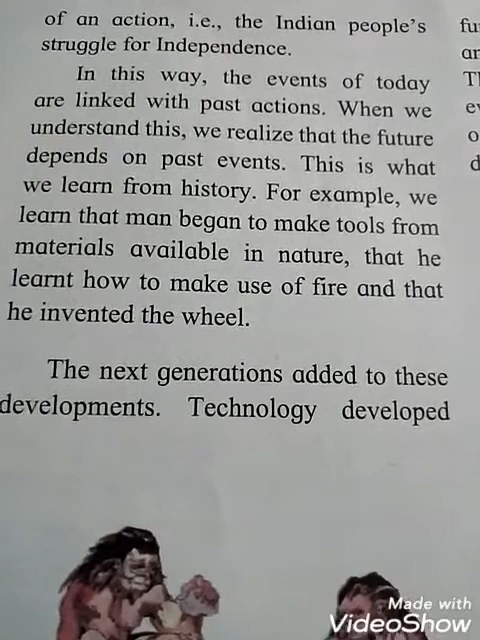 of an action, i.e., the Indian people's
struggle for Independence.
In this way, the events of today
are linked with past actions. When we
understand this, we realize that the future
depends on past events. This is what
we learn from history. For example, we
learn that man began to make tools from
materials available in nature, that he
learnt how to make use of fire and that
he invented the wheel.
The next generations added to these
developments. Technology developed
Made with
VideoShow